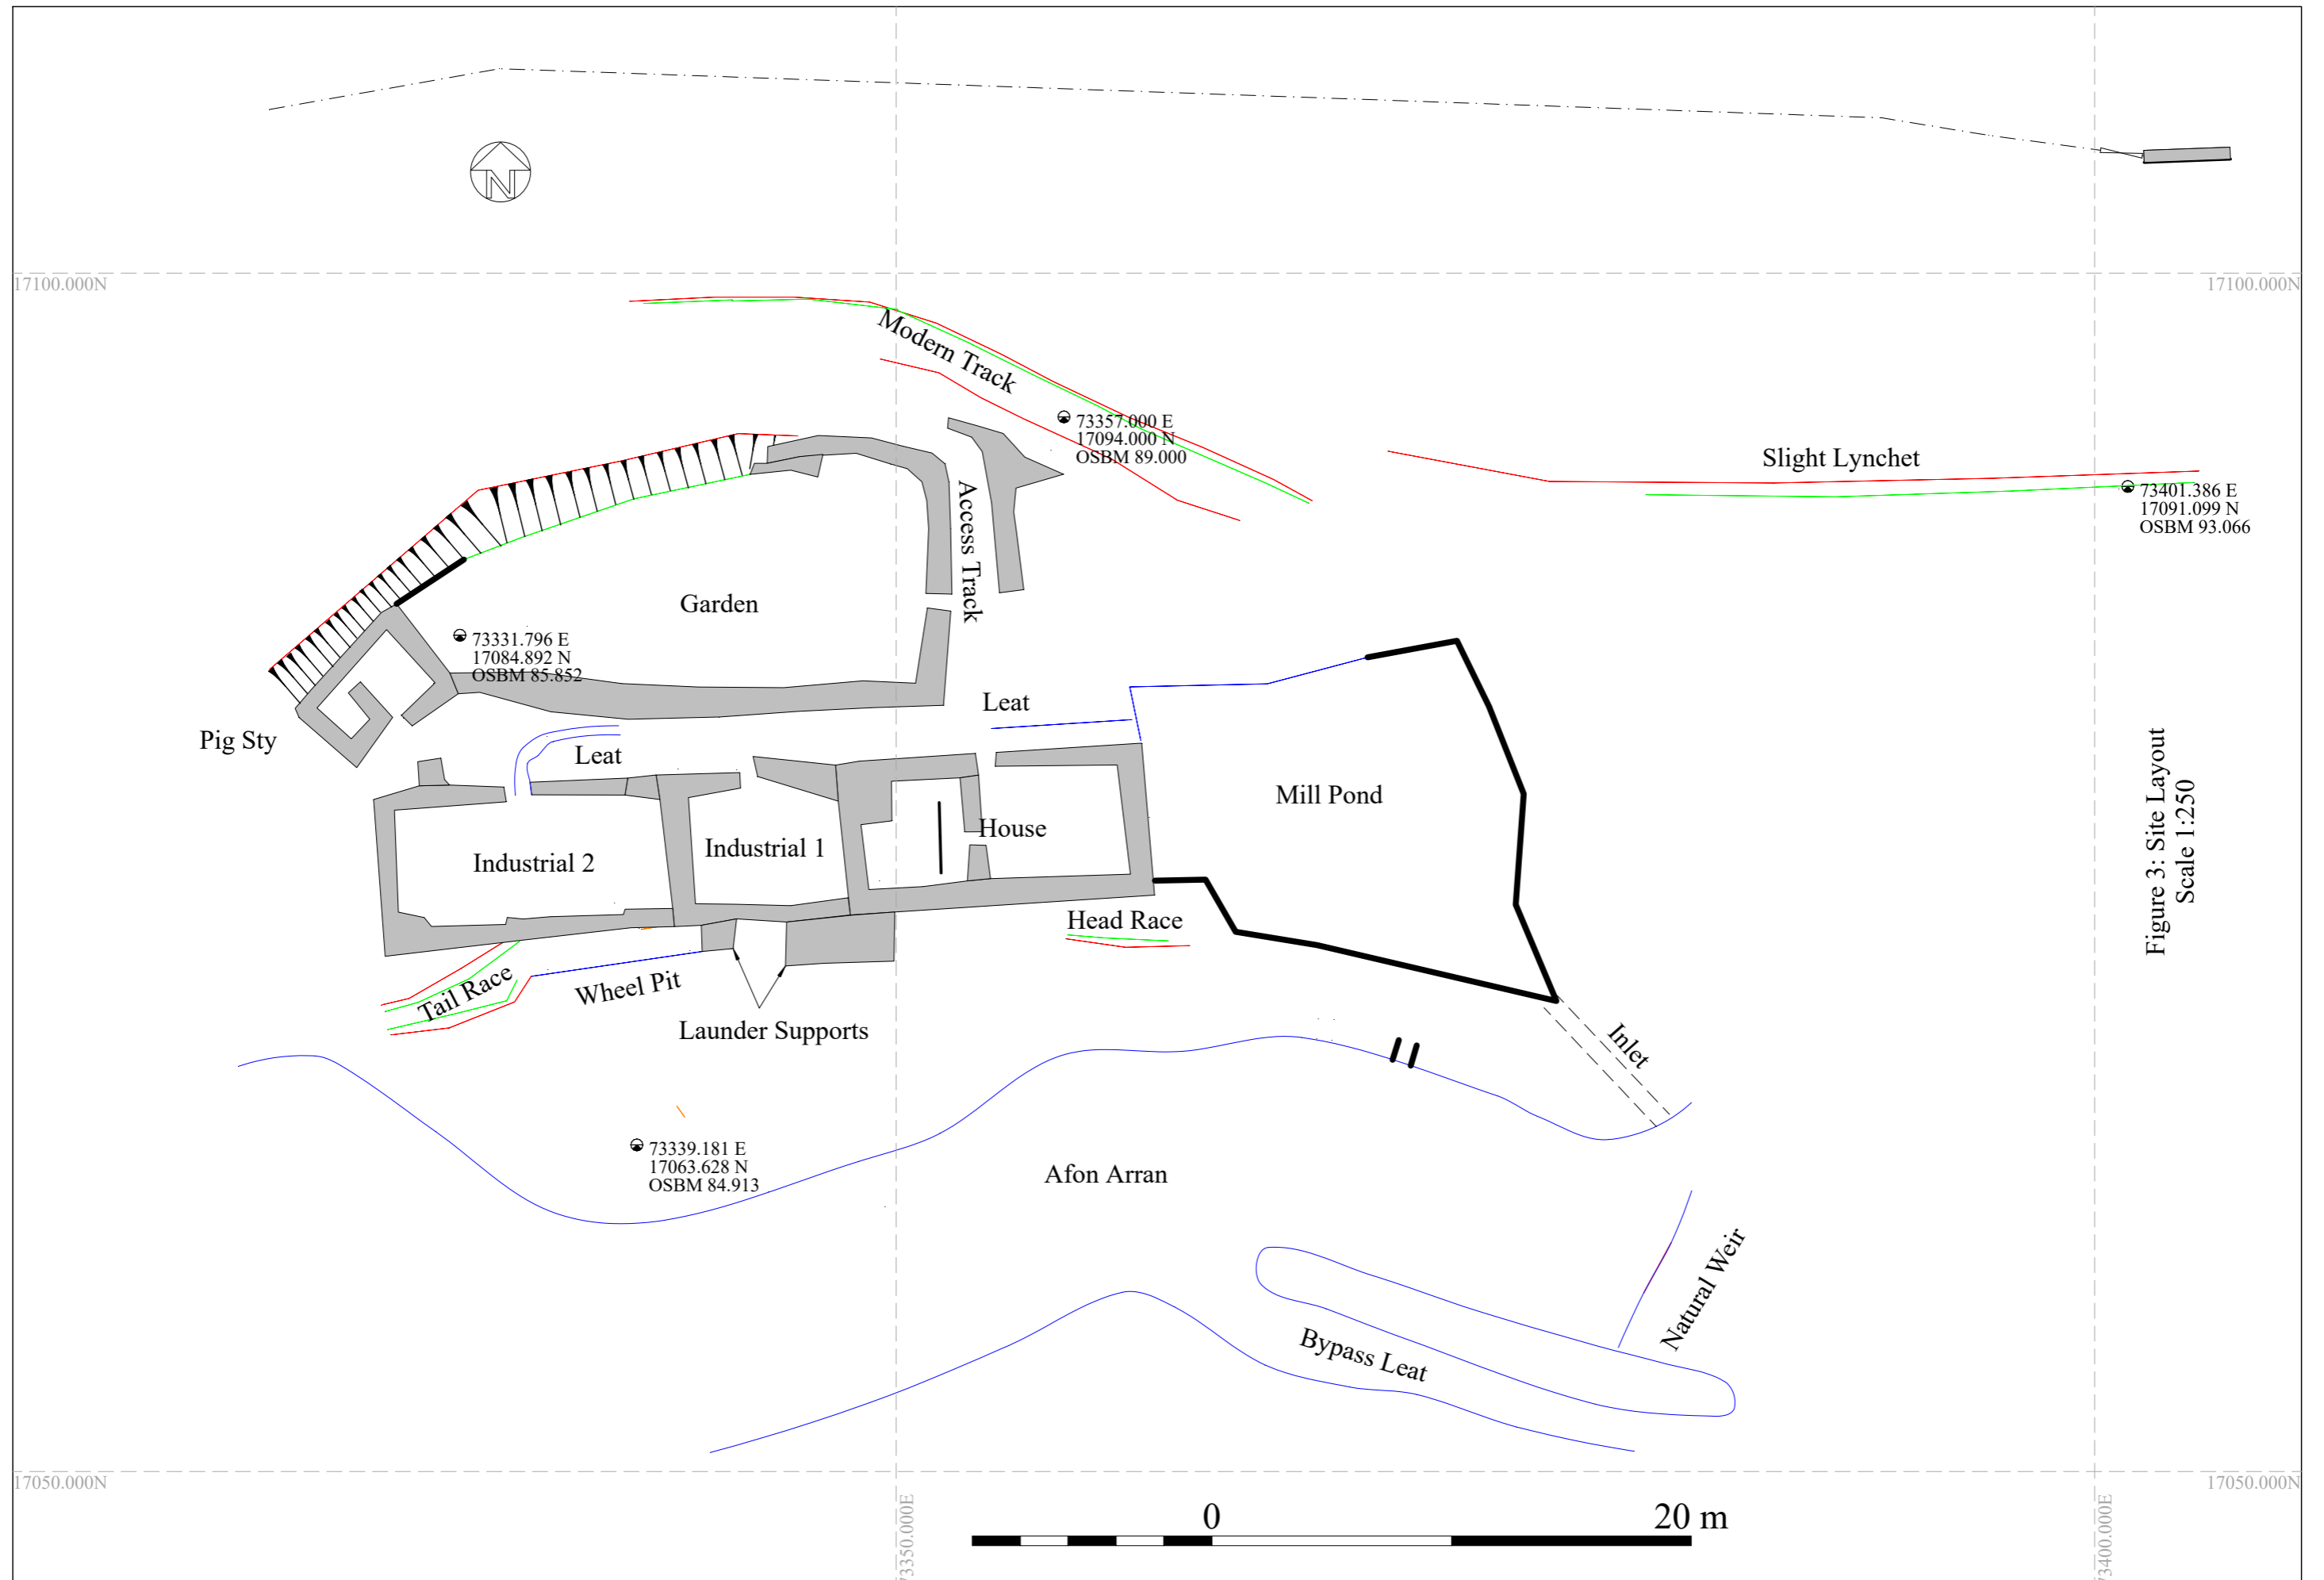 N
17100.000N
17100.000N
Modern Track
73357.000 E
17094.000 N
OSBM 89.000
Slight Lynchet
73401.386 E
17091.099 N
OSBM 93.066
Access Track
Garden
73331.796 E
17084.892 N
OSBM 85.852
Leat
Pig Sty
Leat
Mill Pond
House
Industrial 1
Industrial 2
Figure 3: Site Layout
Scale 1:250
Head Race
Tail Race
Wheel Pit
Launder Supports
Inlet
73339.181 E
17063.628 N
OSBM 84.913
Afon Arran
Natural Weir
Bypass Leat
17050.000N
17050.000N
73350.000E
73400.000E
0
20 m